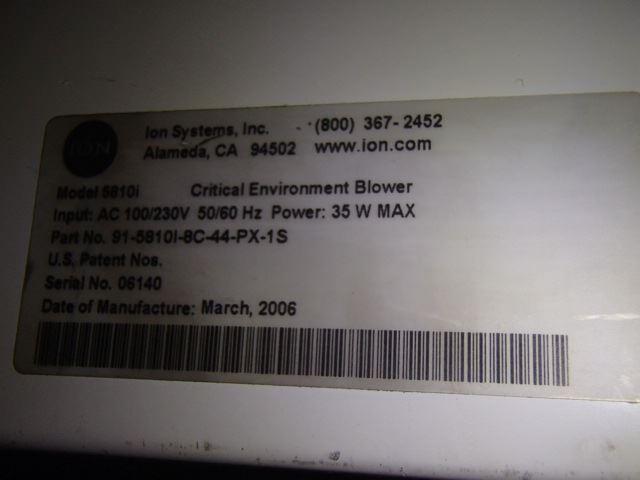 ION
Ion Systems, Inc. (800) 367-2452
Alameda, CA 94502 www.ion.com
Model 5810i Critical Environment Blower
Input: AC 100/230V 50/60 Hz Power: 35 W MAX
Part No. 91-5810I-8C-44-PX-1S
U.S. Patent Nos.
Serial No. 06140
Date of Manufacture: March, 2006